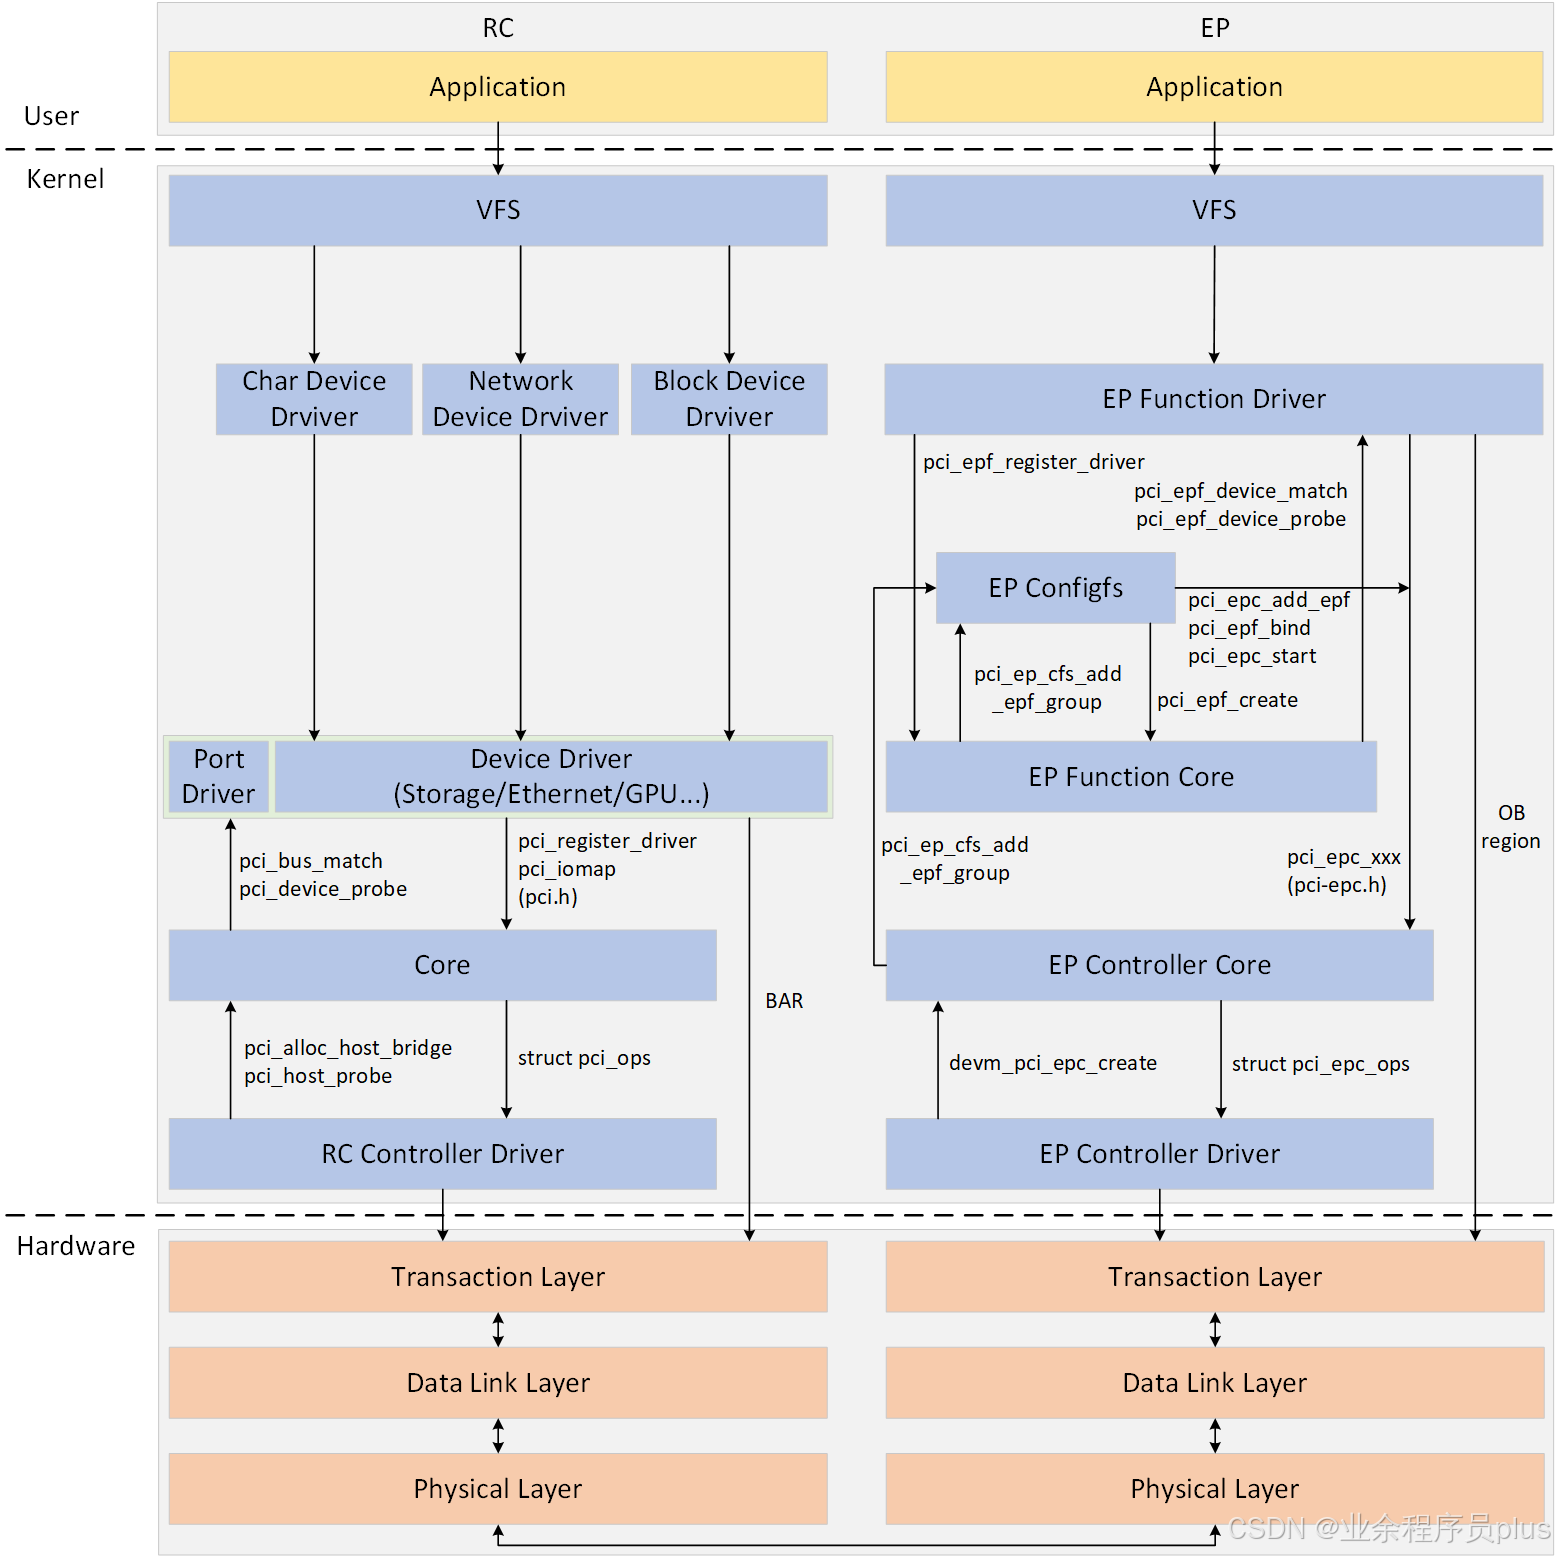 RC
EP
Application
Application
User
Kernel
VFS
VFS
Char Device
Drviver
Network
Device Drviver
Block Device
Drviver
EP Function Driver
pci_epf_register_driver
pci_epf_device_match
pci_epf_device_probe
EP Configfs
pci_epc_add_epf
pci_epf_bind
pci_epc_start
pci_ep_cfs_add
_epf_group
pci_epf_create
Port
Driver
Device Driver
(Storage/Ethernet/GPU...)
EP Function Core
OB
region
pci_bus_match
pci_device_probe
pci_register_driver
pci_iomap
(pci.h)
pci_ep_cfs_add
_epf_group
pci_epc_xxx
(pci-epc.h)
Core
EP Controller Core
BAR
pci_alloc_host_bridge
pci_host_probe
struct pci_ops
devm_pci_epc_create
struct pci_epc_ops
RC Controller Driver
EP Controller Driver
Hardware
Transaction Layer
Transaction Layer
Data Link Layer
Data Link Layer
Physical Layer
Physical Layer
CSDN @业余程序员plus